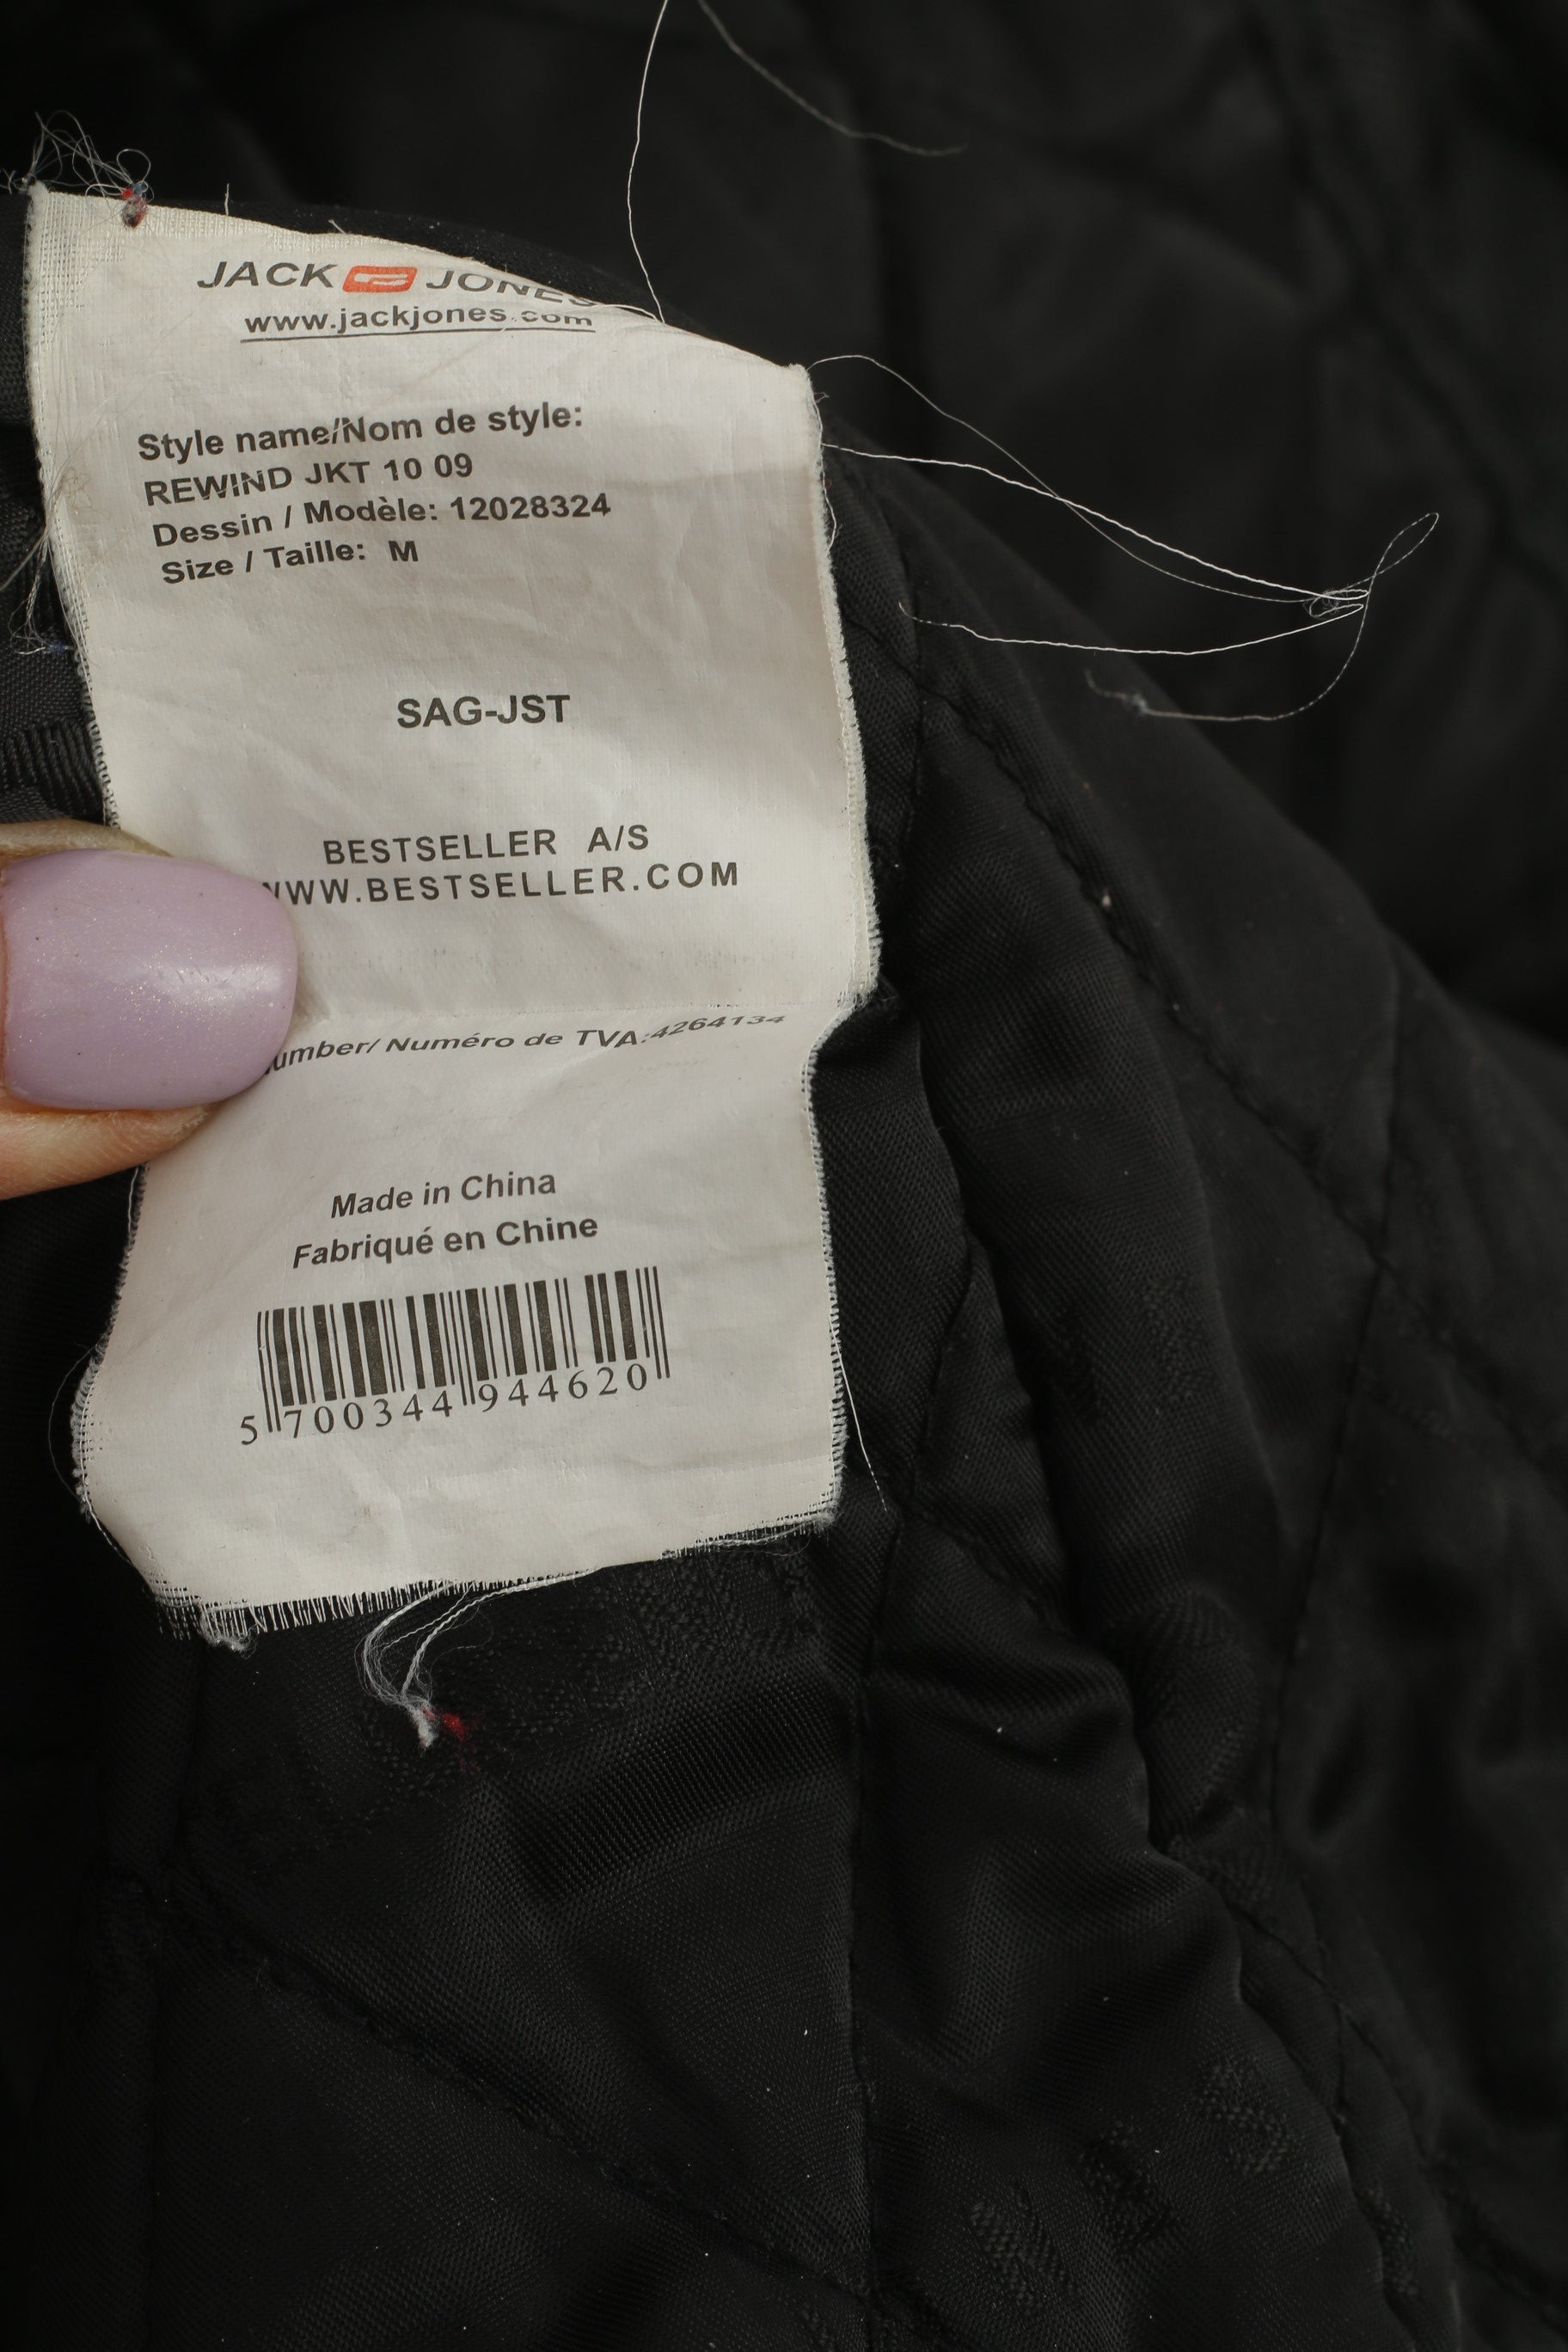 JACK JONES
www.jackjones.com
Style name/Nom de style:
REWIND JKT 10 09
Dessin / Modèle: 12028324
Size / Taille: M
SAG-JST
BESTSELLER A/S
WWW.BESTSELLER.COM
Numéro de TVA:4264134
Made in China
Fabriqué en Chine
5 700344 944620